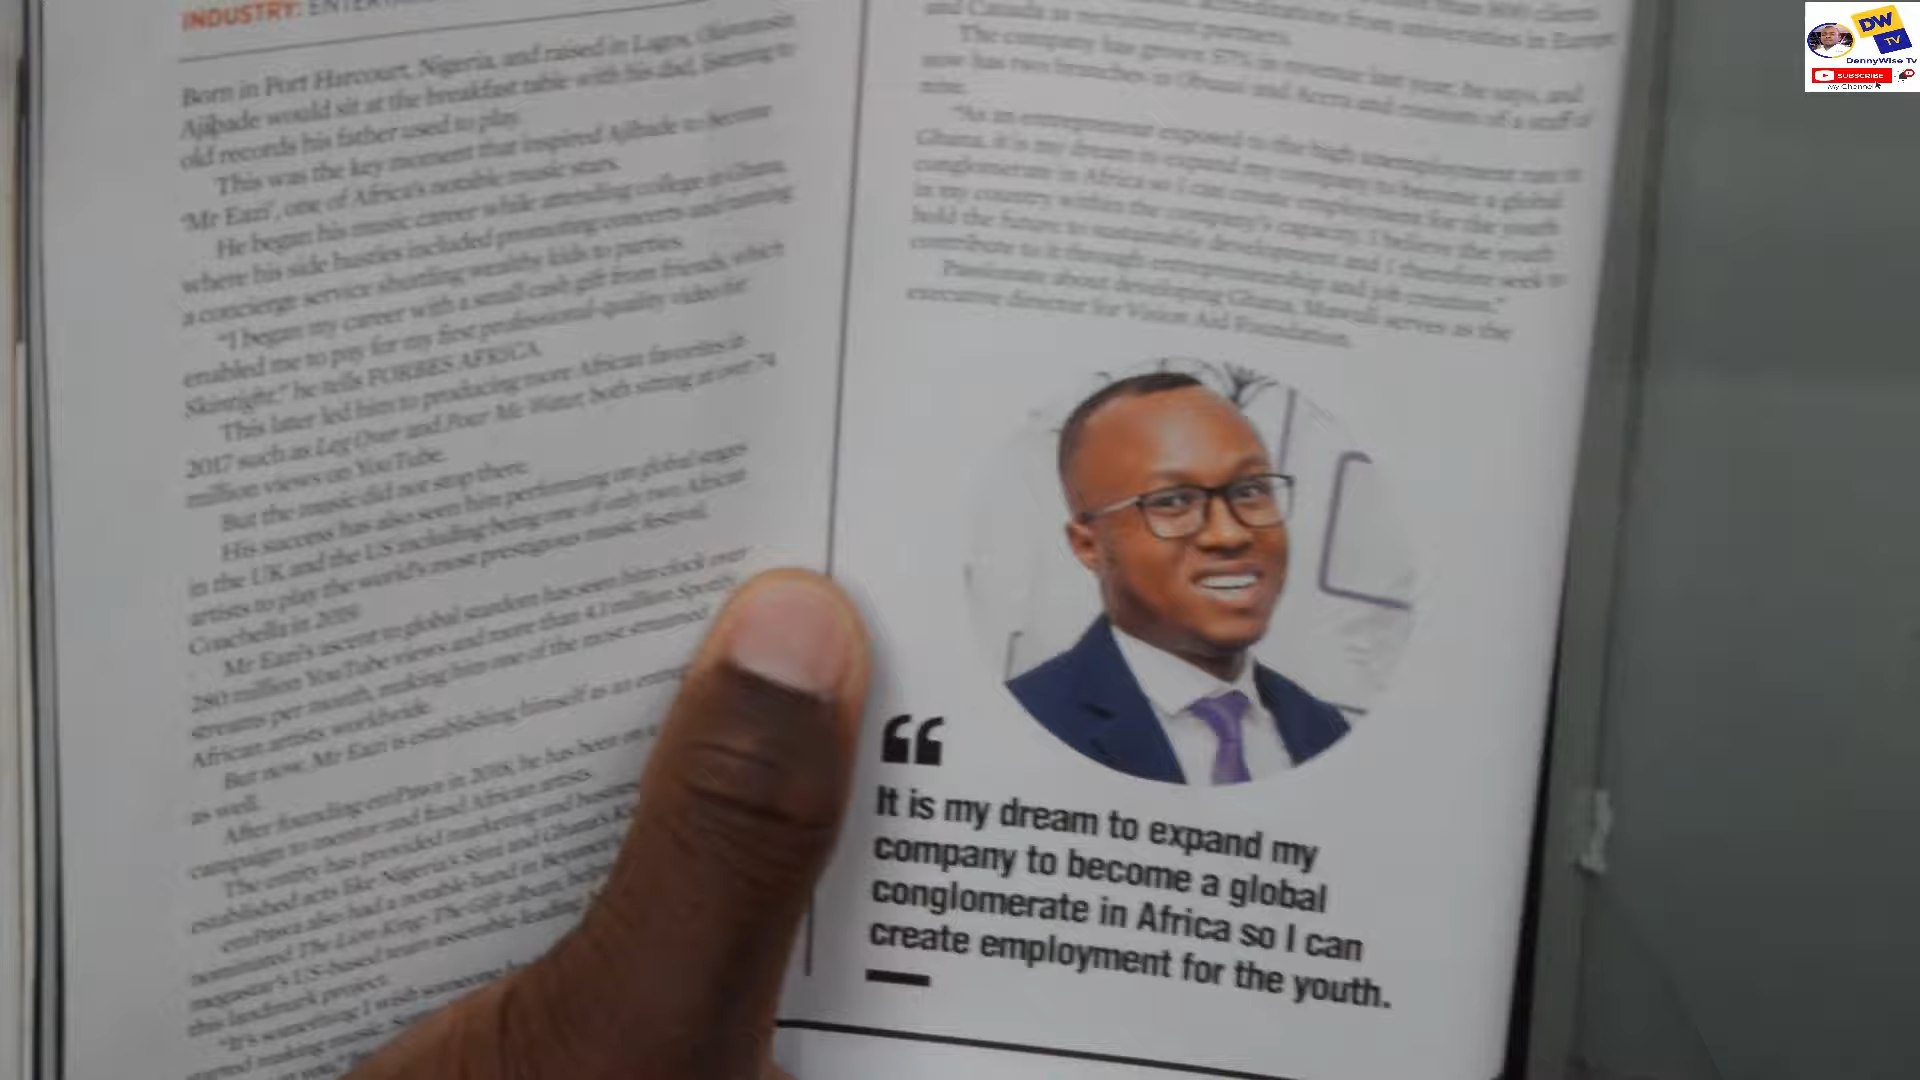 INDUSTRY:
Born in Port Harcourt, Nigeria, and raised in Lagos, Oluwatosin
Ajibade would sit at the breakfast table with his dad, listening to
old records his father used to play.
This was the key moment that inspired Ajibade to become
'Mr Eazi', one of Africa's notable music stars.
He began his music career while attending college in Ghana,
where his side hustles included promoting concerts and running
a concierge service shuttling wealthy kids to parties.
"I began my career with a small cash gift from friends, which
enabled me to pay for my first professional-quality video for
Skintight," he tells FORBES AFRICA.
This later led him to producing more African favorites in
2017 such as Leg Over and Pour Me Water, both sitting at over 74
million views on YouTube.
But the music did not stop there.
His success has also seen him performing on global stages
in the UK and the US including being one of only two African
artists to play the world's most prestigious music festival,
Coachella in 2019.
Mr Eazi's ascent to global stardom has seen him clock over
280 million YouTube views and more than 4.1 million Spotify
streams per month, making him one of the most streamed
African artists worldwide.
But now, Mr Eazi is establishing himself as an
as well.
After founding emPawa in 2018, he has been on a
campaign to mentor and fund African artists.
The entity has provided marketing and
established acts like Nigeria's Simi and Ghana's
emPawa also had a notable hand in Beyoncé
nominated The Lion King: The Gift album,
megastar's US-based team assemble leading
this landmark project.
"It's something I wish someone
started making music.
and Canada as
The company has grown in revenue last year, he says, and
now has two branches in and Accra and consists of a staff of
nine.
"As an entrepreneur exposed to the high unemployment rate in
Ghana, it is my dream to expand my company to become a global
conglomerate in Africa so I can create employment for the youth
in my country within the company's capacity. I believe the youth
hold the future to sustainable development and I therefore seek to
contribute to it through entrepreneurship and job creation."
Passionate about developing Ghana, Mawuli serves as the
executive director for Vision Aid Foundation.
“
It is my dream to expand my
company to become a global
conglomerate in Africa so I can
create employment for the youth.
DW
TV
DennyWise Tv
SUBSCRIBE
My Channel